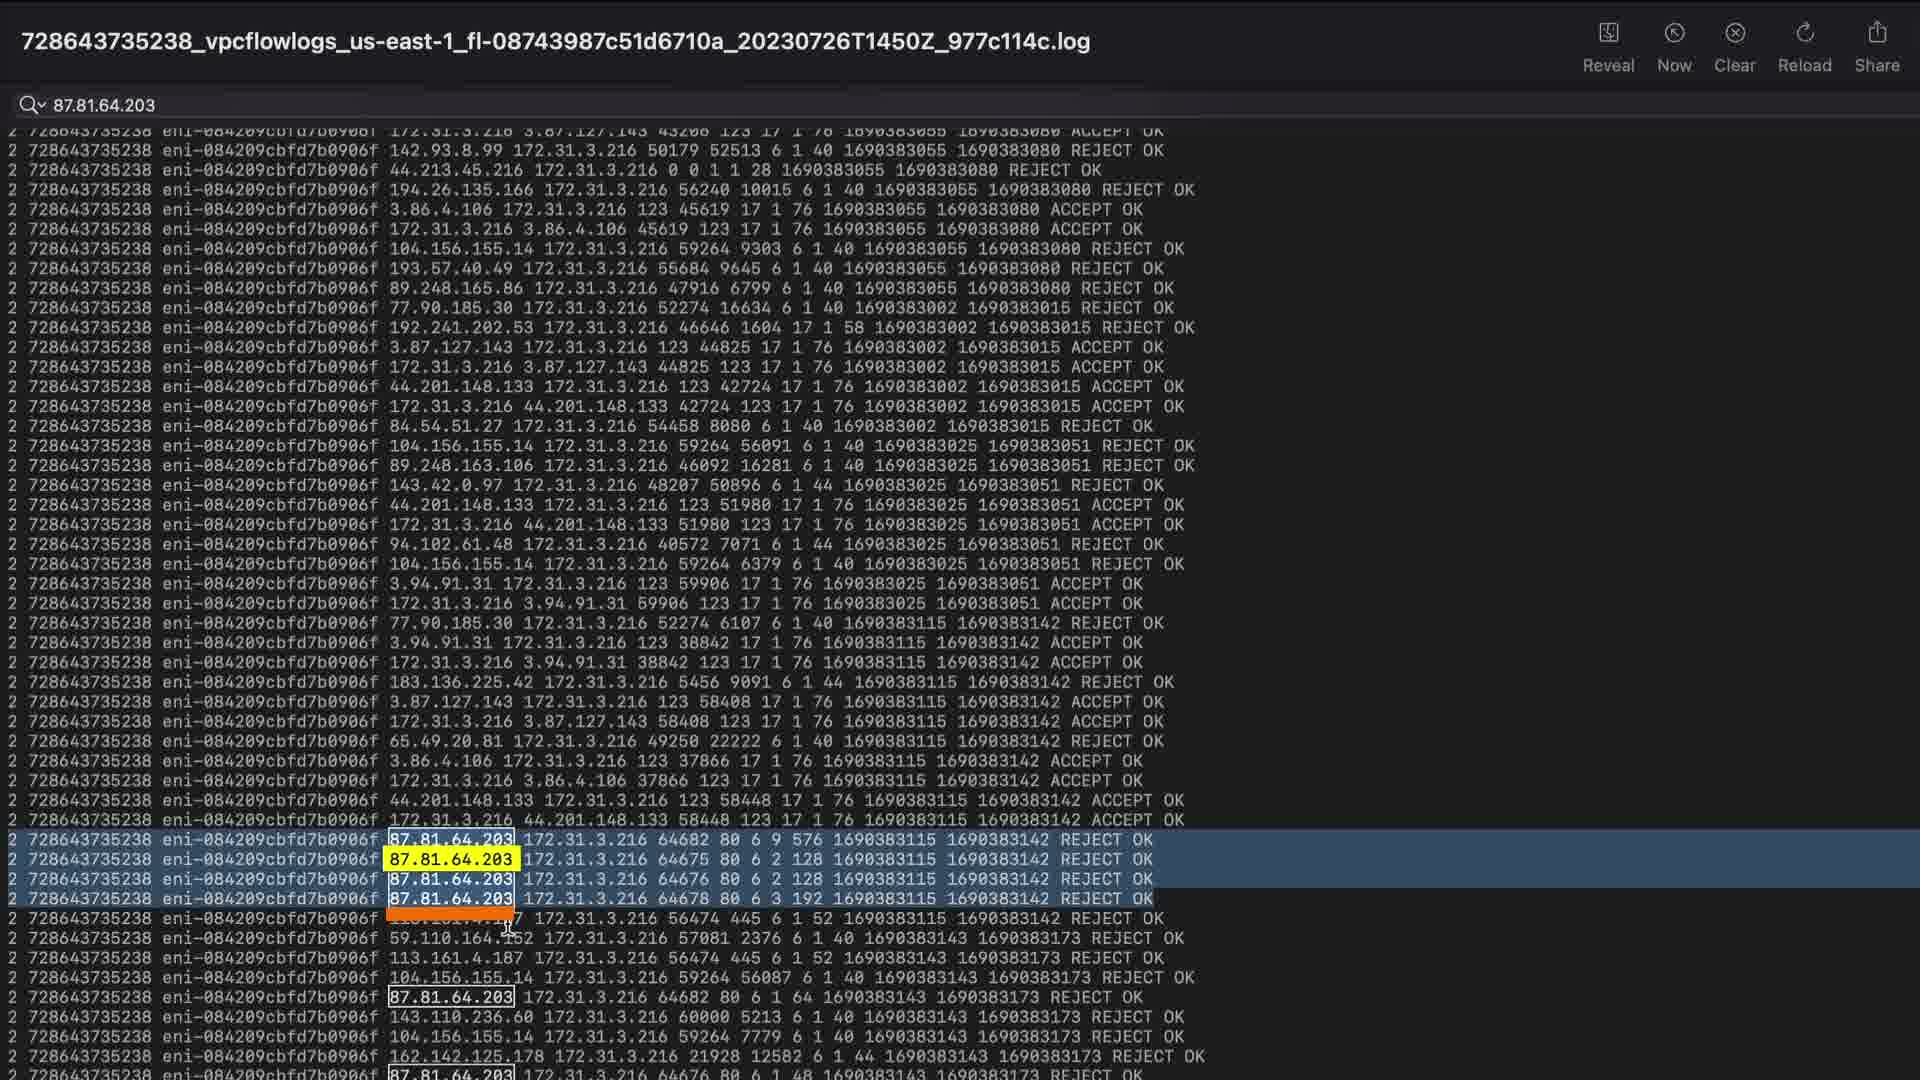 728643735238_vpcflowlogs_us-east-1_fl-08743987c51d6710a_20230726T1450Z_977c114c.log
Reveal Now Clear Reload Share
87.81.64.203
2 728643735238 eni-084209cbfd7b0906f 172.31.3.216 3.87.127.143 43206 123 17 1 76 1690383055 1690383080 ACCEPT OK
2 728643735238 eni-084209cbfd7b0906f 142.93.8.99 172.31.3.216 50179 52513 6 1 40 1690383055 1690383080 REJECT OK
2 728643735238 eni-084209cbfd7b0906f 44.213.45.216 172.31.3.216 0 0 1 1 28 1690383055 1690383080 REJECT OK
2 728643735238 eni-084209cbfd7b0906f 194.26.135.166 172.31.3.216 56240 10015 6 1 40 1690383055 1690383080 REJECT OK
2 728643735238 eni-084209cbfd7b0906f 3.86.4.106 172.31.3.216 123 45619 17 1 76 1690383055 1690383080 ACCEPT OK
2 728643735238 eni-084209cbfd7b0906f 172.31.3.216 3.86.4.106 45619 123 17 1 76 1690383055 1690383080 ACCEPT OK
2 728643735238 eni-084209cbfd7b0906f 104.156.155.14 172.31.3.216 59264 9303 6 1 40 1690383055 1690383080 REJECT OK
2 728643735238 eni-084209cbfd7b0906f 193.57.40.49 172.31.3.216 55684 9645 6 1 40 1690383055 1690383080 REJECT OK
2 728643735238 eni-084209cbfd7b0906f 89.248.165.86 172.31.3.216 47916 6799 6 1 40 1690383055 1690383080 REJECT OK
2 728643735238 eni-084209cbfd7b0906f 77.90.185.30 172.31.3.216 52274 16634 6 1 40 1690383002 1690383015 REJECT OK
2 728643735238 eni-084209cbfd7b0906f 192.241.202.53 172.31.3.216 46646 1604 17 1 58 1690383002 1690383015 REJECT OK
2 728643735238 eni-084209cbfd7b0906f 3.87.127.143 172.31.3.216 123 44825 17 1 76 1690383002 1690383015 ACCEPT OK
2 728643735238 eni-084209cbfd7b0906f 172.31.3.216 3.87.127.143 44825 123 17 1 76 1690383002 1690383015 ACCEPT OK
2 728643735238 eni-084209cbfd7b0906f 44.201.148.133 172.31.3.216 123 42724 17 1 76 1690383002 1690383015 ACCEPT OK
2 728643735238 eni-084209cbfd7b0906f 172.31.3.216 44.201.148.133 42724 123 17 1 76 1690383002 1690383015 ACCEPT OK
2 728643735238 eni-084209cbfd7b0906f 84.54.51.27 172.31.3.216 54458 8080 6 1 40 1690383002 1690383015 REJECT OK
2 728643735238 eni-084209cbfd7b0906f 104.156.155.14 172.31.3.216 59264 56091 6 1 40 1690383025 1690383051 REJECT OK
2 728643735238 eni-084209cbfd7b0906f 89.248.163.106 172.31.3.216 46092 16281 6 1 40 1690383025 1690383051 REJECT OK
2 728643735238 eni-084209cbfd7b0906f 143.42.0.97 172.31.3.216 48207 50896 6 1 44 1690383025 1690383051 REJECT OK
2 728643735238 eni-084209cbfd7b0906f 44.201.148.133 172.31.3.216 123 51980 17 1 76 1690383025 1690383051 ACCEPT OK
2 728643735238 eni-084209cbfd7b0906f 172.31.3.216 44.201.148.133 51980 123 17 1 76 1690383025 1690383051 ACCEPT OK
2 728643735238 eni-084209cbfd7b0906f 94.102.61.48 172.31.3.216 40572 7071 6 1 44 1690383025 1690383051 REJECT OK
2 728643735238 eni-084209cbfd7b0906f 104.156.155.14 172.31.3.216 59264 6379 6 1 40 1690383025 1690383051 REJECT OK
2 728643735238 eni-084209cbfd7b0906f 3.94.91.31 172.31.3.216 123 59906 17 1 76 1690383025 1690383051 ACCEPT OK
2 728643735238 eni-084209cbfd7b0906f 172.31.3.216 3.94.91.31 59906 123 17 1 76 1690383025 1690383051 ACCEPT OK
2 728643735238 eni-084209cbfd7b0906f 77.90.185.30 172.31.3.216 52274 6107 6 1 40 1690383115 1690383142 REJECT OK
2 728643735238 eni-084209cbfd7b0906f 3.94.91.31 172.31.3.216 123 38842 17 1 76 1690383115 1690383142 ACCEPT OK
2 728643735238 eni-084209cbfd7b0906f 172.31.3.216 3.94.91.31 38842 123 17 1 76 1690383115 1690383142 ACCEPT OK
2 728643735238 eni-084209cbfd7b0906f 183.136.225.42 172.31.3.216 5456 9091 6 1 44 1690383115 1690383142 REJECT OK
2 728643735238 eni-084209cbfd7b0906f 3.87.127.143 172.31.3.216 123 58408 17 1 76 1690383115 1690383142 ACCEPT OK
2 728643735238 eni-084209cbfd7b0906f 172.31.3.216 3.87.127.143 58408 123 17 1 76 1690383115 1690383142 ACCEPT OK
2 728643735238 eni-084209cbfd7b0906f 65.49.20.81 172.31.3.216 49250 22222 6 1 40 1690383115 1690383142 REJECT OK
2 728643735238 eni-084209cbfd7b0906f 3.86.4.106 172.31.3.216 123 37866 17 1 76 1690383115 1690383142 ACCEPT OK
2 728643735238 eni-084209cbfd7b0906f 172.31.3.216 3.86.4.106 37866 123 17 1 76 1690383115 1690383142 ACCEPT OK
2 728643735238 eni-084209cbfd7b0906f 44.201.148.133 172.31.3.216 123 58448 17 1 76 1690383115 1690383142 ACCEPT OK
2 728643735238 eni-084209cbfd7b0906f 172.31.3.216 44.201.148.133 58448 123 17 1 76 1690383115 1690383142 ACCEPT OK
2 728643735238 eni-084209cbfd7b0906f 87.81.64.203 172.31.3.216 64682 80 6 9 576 1690383115 1690383142 REJECT OK
2 728643735238 eni-084209cbfd7b0906f 87.81.64.203 172.31.3.216 64675 80 6 2 128 1690383115 1690383142 REJECT OK
2 728643735238 eni-084209cbfd7b0906f 87.81.64.203 172.31.3.216 64676 80 6 2 128 1690383115 1690383142 REJECT OK
2 728643735238 eni-084209cbfd7b0906f 87.81.64.203 172.31.3.216 64678 80 6 3 192 1690383115 1690383142 REJECT OK
2 728643735238 eni-084209cbfd7b0906f 172.31.3.216 56474 445 6 1 52 1690383115 1690383142 REJECT OK
2 728643735238 eni-084209cbfd7b0906f 59.110.164.152 172.31.3.216 57081 2376 6 1 40 1690383143 1690383173 REJECT OK
2 728643735238 eni-084209cbfd7b0906f 113.161.4.187 172.31.3.216 56474 445 6 1 52 1690383143 1690383173 REJECT OK
2 728643735238 eni-084209cbfd7b0906f 104.156.155.14 172.31.3.216 59264 56087 6 1 40 1690383143 1690383173 REJECT OK
2 728643735238 eni-084209cbfd7b0906f 87.81.64.203 172.31.3.216 64682 80 6 1 64 1690383143 1690383173 REJECT OK
2 728643735238 eni-084209cbfd7b0906f 143.110.236.60 172.31.3.216 60000 5213 6 1 40 1690383143 1690383173 REJECT OK
2 728643735238 eni-084209cbfd7b0906f 104.156.155.14 172.31.3.216 59264 7779 6 1 40 1690383143 1690383173 REJECT OK
2 728643735238 eni-084209cbfd7b0906f 162.142.125.178 172.31.3.216 21928 12582 6 1 44 1690383143 1690383173 REJECT OK
2 728643735238 eni-084209cbfd7b0906f 87.81.64.203 172.31.3.216 64676 80 6 1 48 1690383143 1690383173 REJECT OK